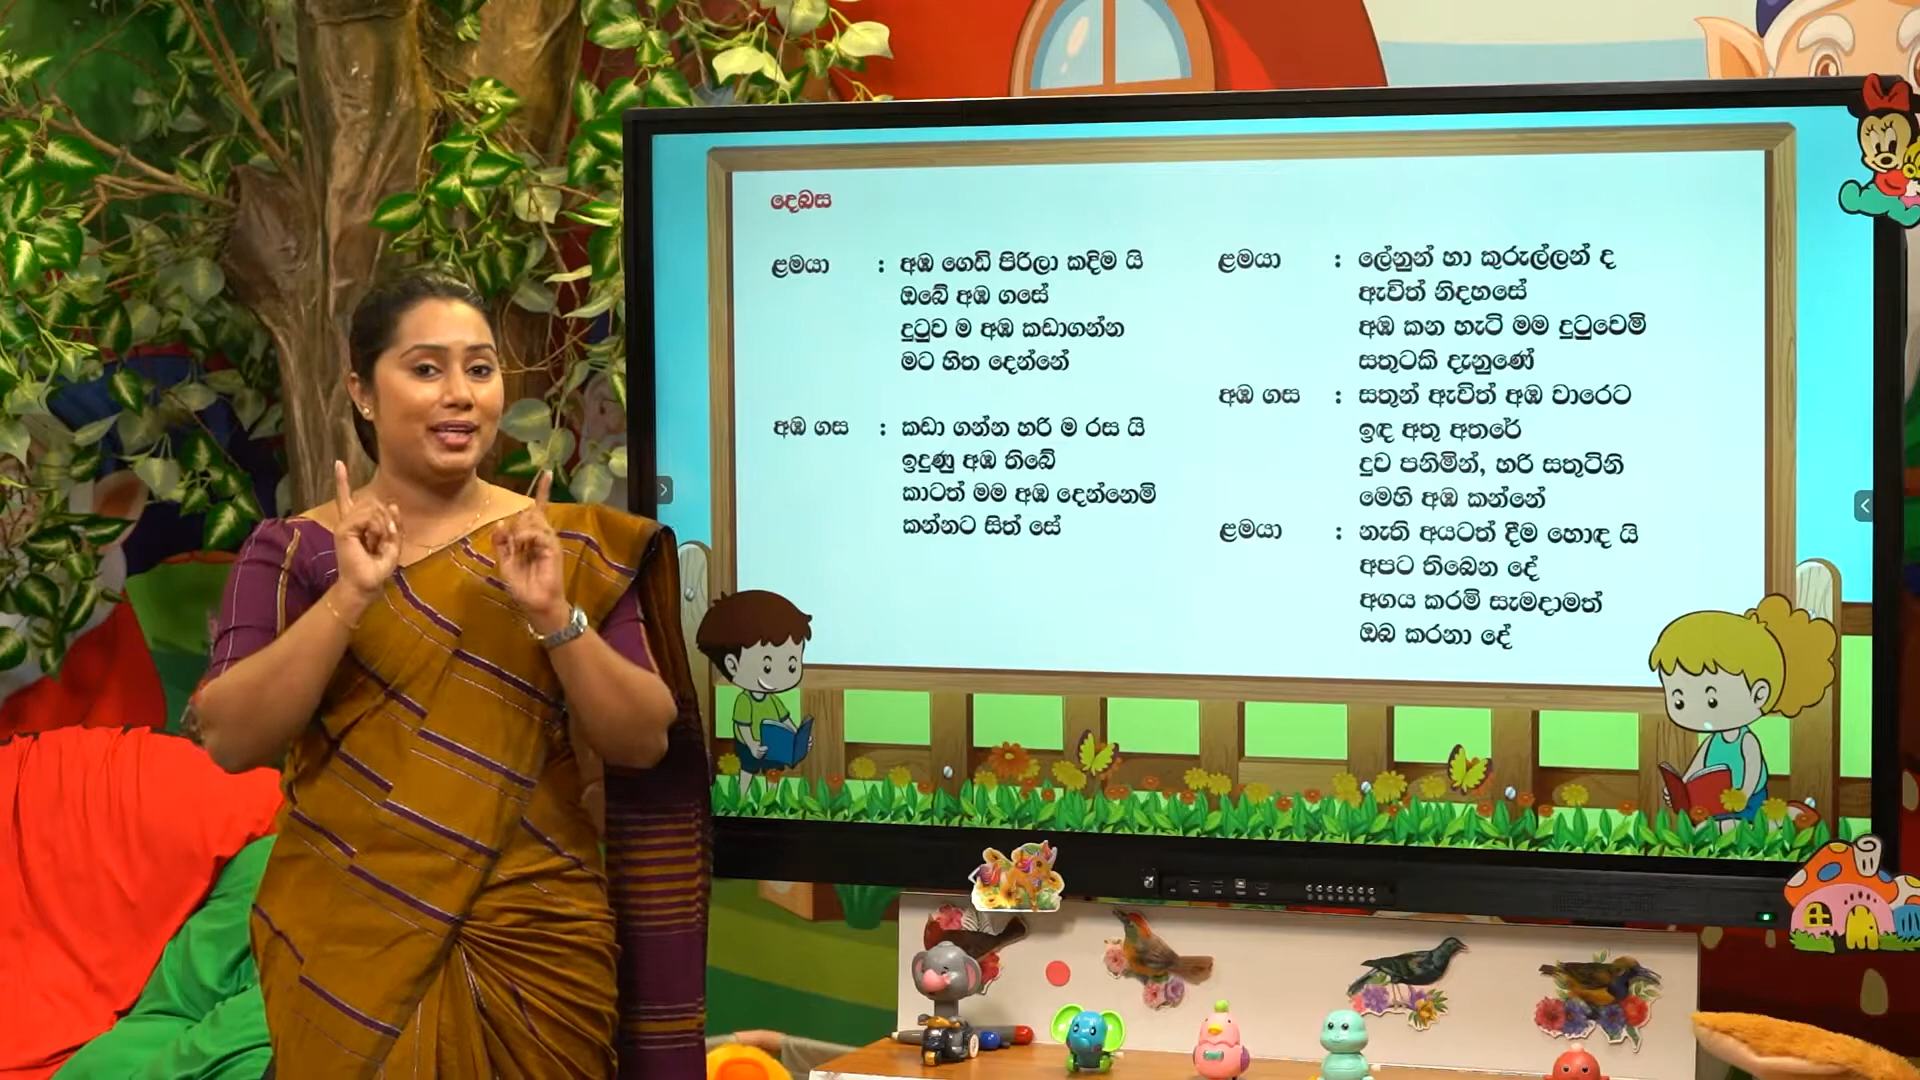 දෙබස
ළමයා : අඹ ගෙඩි පිරිලා කදිම යි
ඔබේ අඹ ගසේ
දුටුව ම අඹ කඩාගන්න
මට හිත දෙන්නේ
අඹ ගස : කඩා ගන්න හරි ම රස යි
ඉදුණු අඹ තිබේ
කාටත් මම අඹ දෙන්නෙමි
කන්නට සිත් සේ
ළමයා : ලේනුන් හා කුරුල්ලන් ද
ඇවිත් නිදහසේ
අඹ කන හැටි මම දුටුවෙමි
සතුටකි දැනුණේ
අඹ ගස : සතුන් ඇවිත් අඹ වාරෙට
ඉඳ අතු අතරේ
දුව පනිමින්, හරි සතුටිනි
මෙහි අඹ කන්නේ
ළමයා : නැති අයටත් දීම හොඳ යි
අපට තිබෙන දේ
අගය කරමි සැමදාමත්
ඔබ කරනා දේ